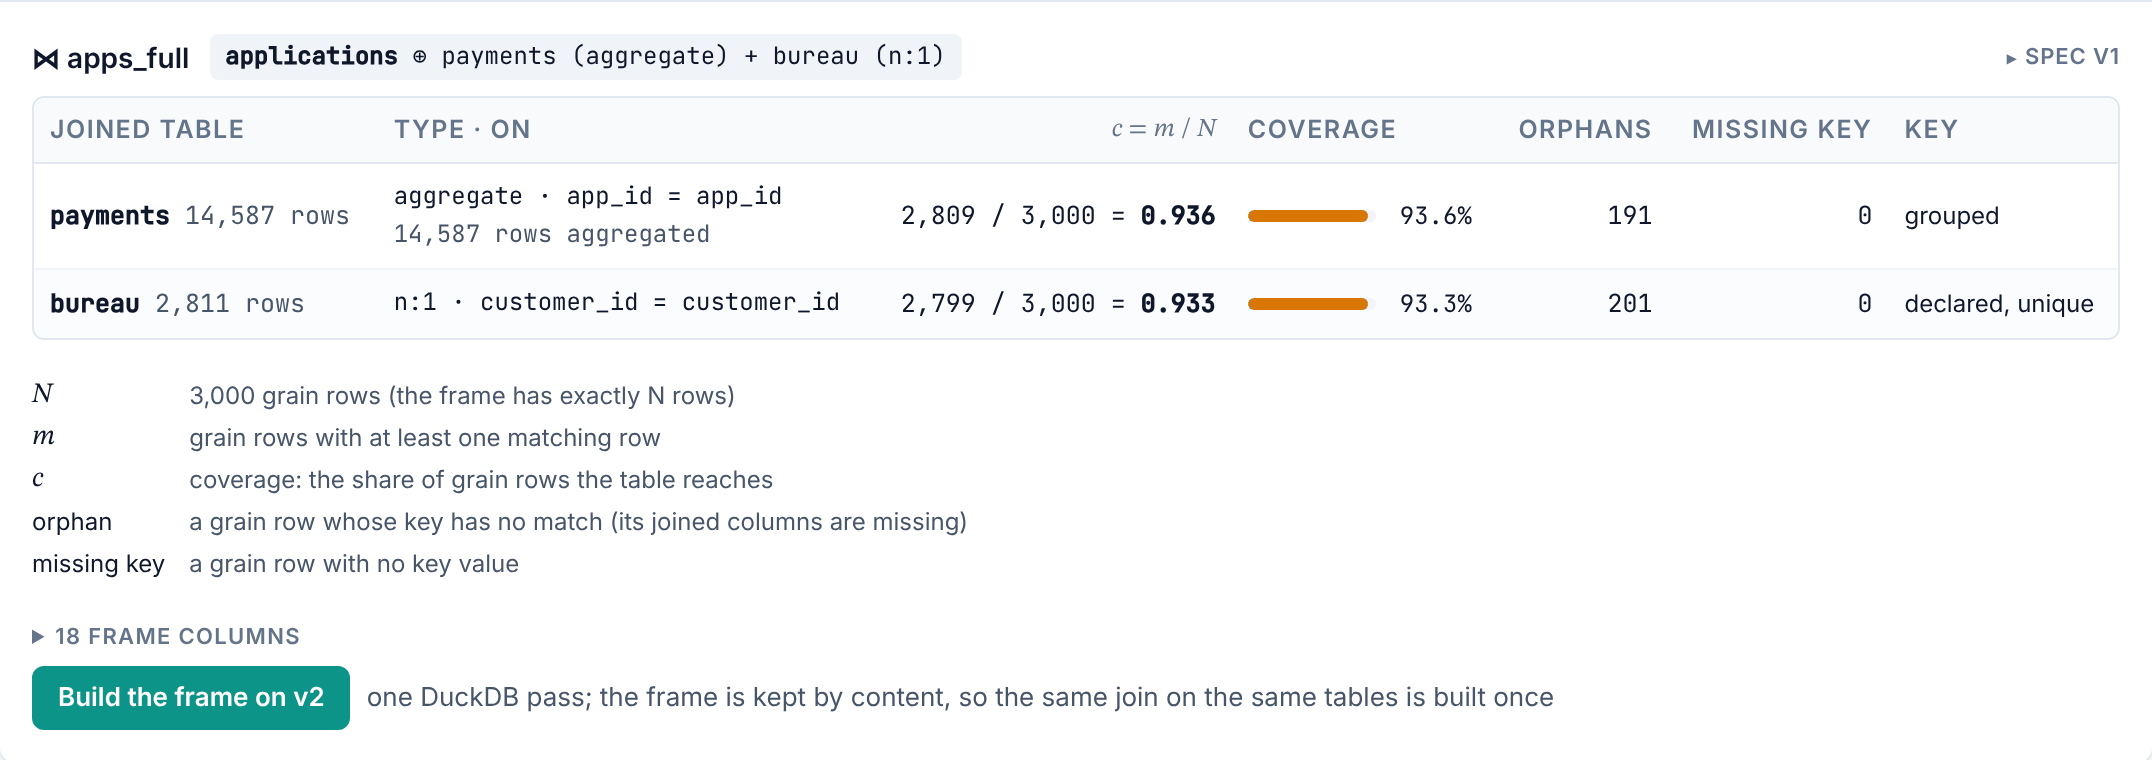 ⋈ apps_full applications ⊕ payments (aggregate) + bureau (n:1) ▸ SPEC V1
JOINED TABLE TYPE · ON c = m / N COVERAGE ORPHANS MISSING KEY KEY
payments 14,587 rows aggregate · app_id = app_id 2,809 / 3,000 = 0.936 93.6% 191 0 grouped
14,587 rows aggregated
bureau 2,811 rows n:1 · customer_id = customer_id 2,799 / 3,000 = 0.933 93.3% 201 0 declared, unique
N 3,000 grain rows (the frame has exactly N rows)
m grain rows with at least one matching row
c coverage: the share of grain rows the table reaches
orphan a grain row whose key has no match (its joined columns are missing)
missing key a grain row with no key value
▸ 18 FRAME COLUMNS
Build the frame on v2 one DuckDB pass; the frame is kept by content, so the same join on the same tables is built once